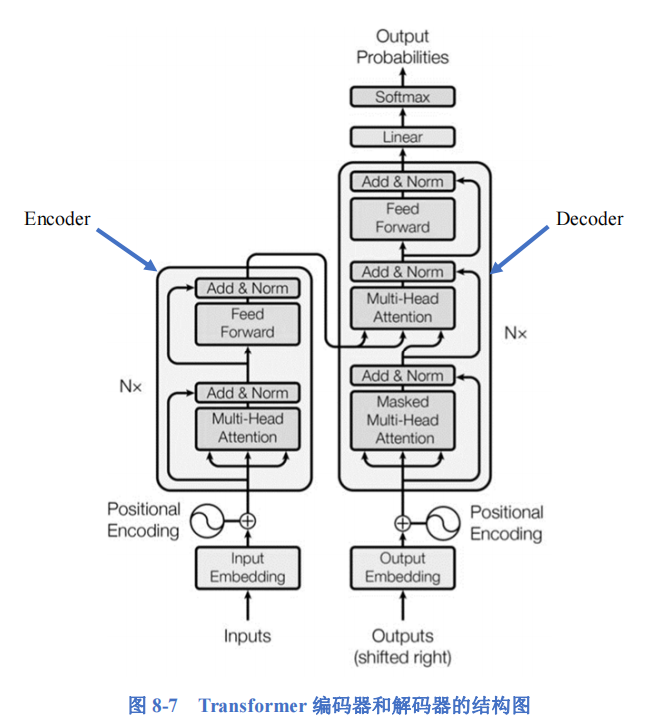 Output
Probabilities
Softmax
Linear
Add & Norm
Feed
Forward
Add & Norm
Multi-Head
Attention
Add & Norm
Masked
Multi-Head
Attention
N×
Decoder
Encoder
Add & Norm
Feed
Forward
N×
Add & Norm
Multi-Head
Attention
Positional
Encoding
Positional
Encoding
Input
Embedding
Output
Embedding
Inputs
Outputs
(shifted right)
图 8-7 Transformer 编码器和解码器的结构图